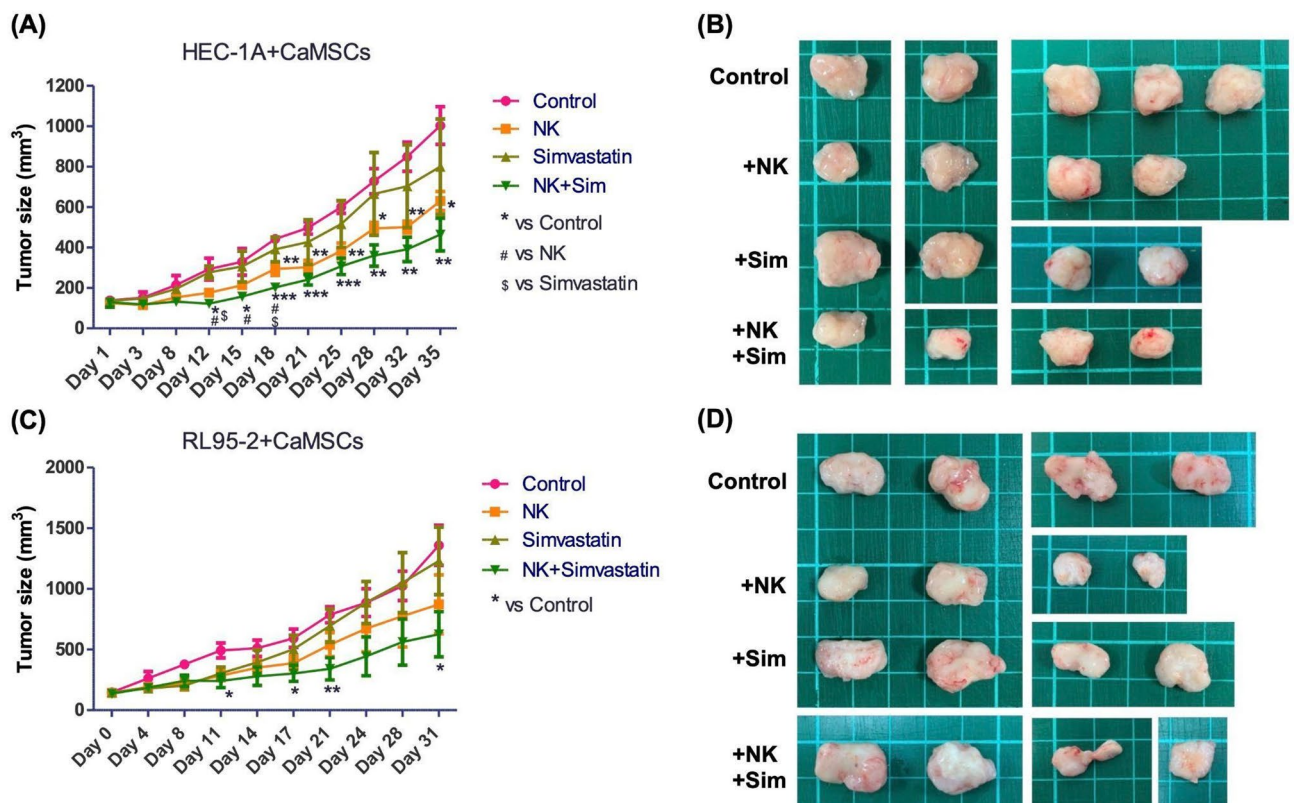 (A)
HEC-1A+CaMSCs
Tumor size (mm³)
1200
1000
800
600
400
200
0
Control
NK
Simvastatin
NK+Sim
* vs Control
# vs NK
$ vs Simvastatin
* ** *
** ** **
*** *** *** ** ** **
* # $
* #
# $
Day 1 Day 3 Day 8 Day 12 Day 15 Day 18 Day 21 Day 25 Day 28 Day 32 Day 35
(B)
Control
+NK
+Sim
+NK
+Sim
(C)
RL95-2+CaMSCs
Tumor size (mm³)
2000
1500
1000
500
0
Control
NK
Simvastatin
NK+Simvastatin
* vs Control
* * ** *
Day 0 Day 4 Day 8 Day 11 Day 14 Day 17 Day 21 Day 24 Day 28 Day 31
(D)
Control
+NK
+Sim
+NK
+Sim